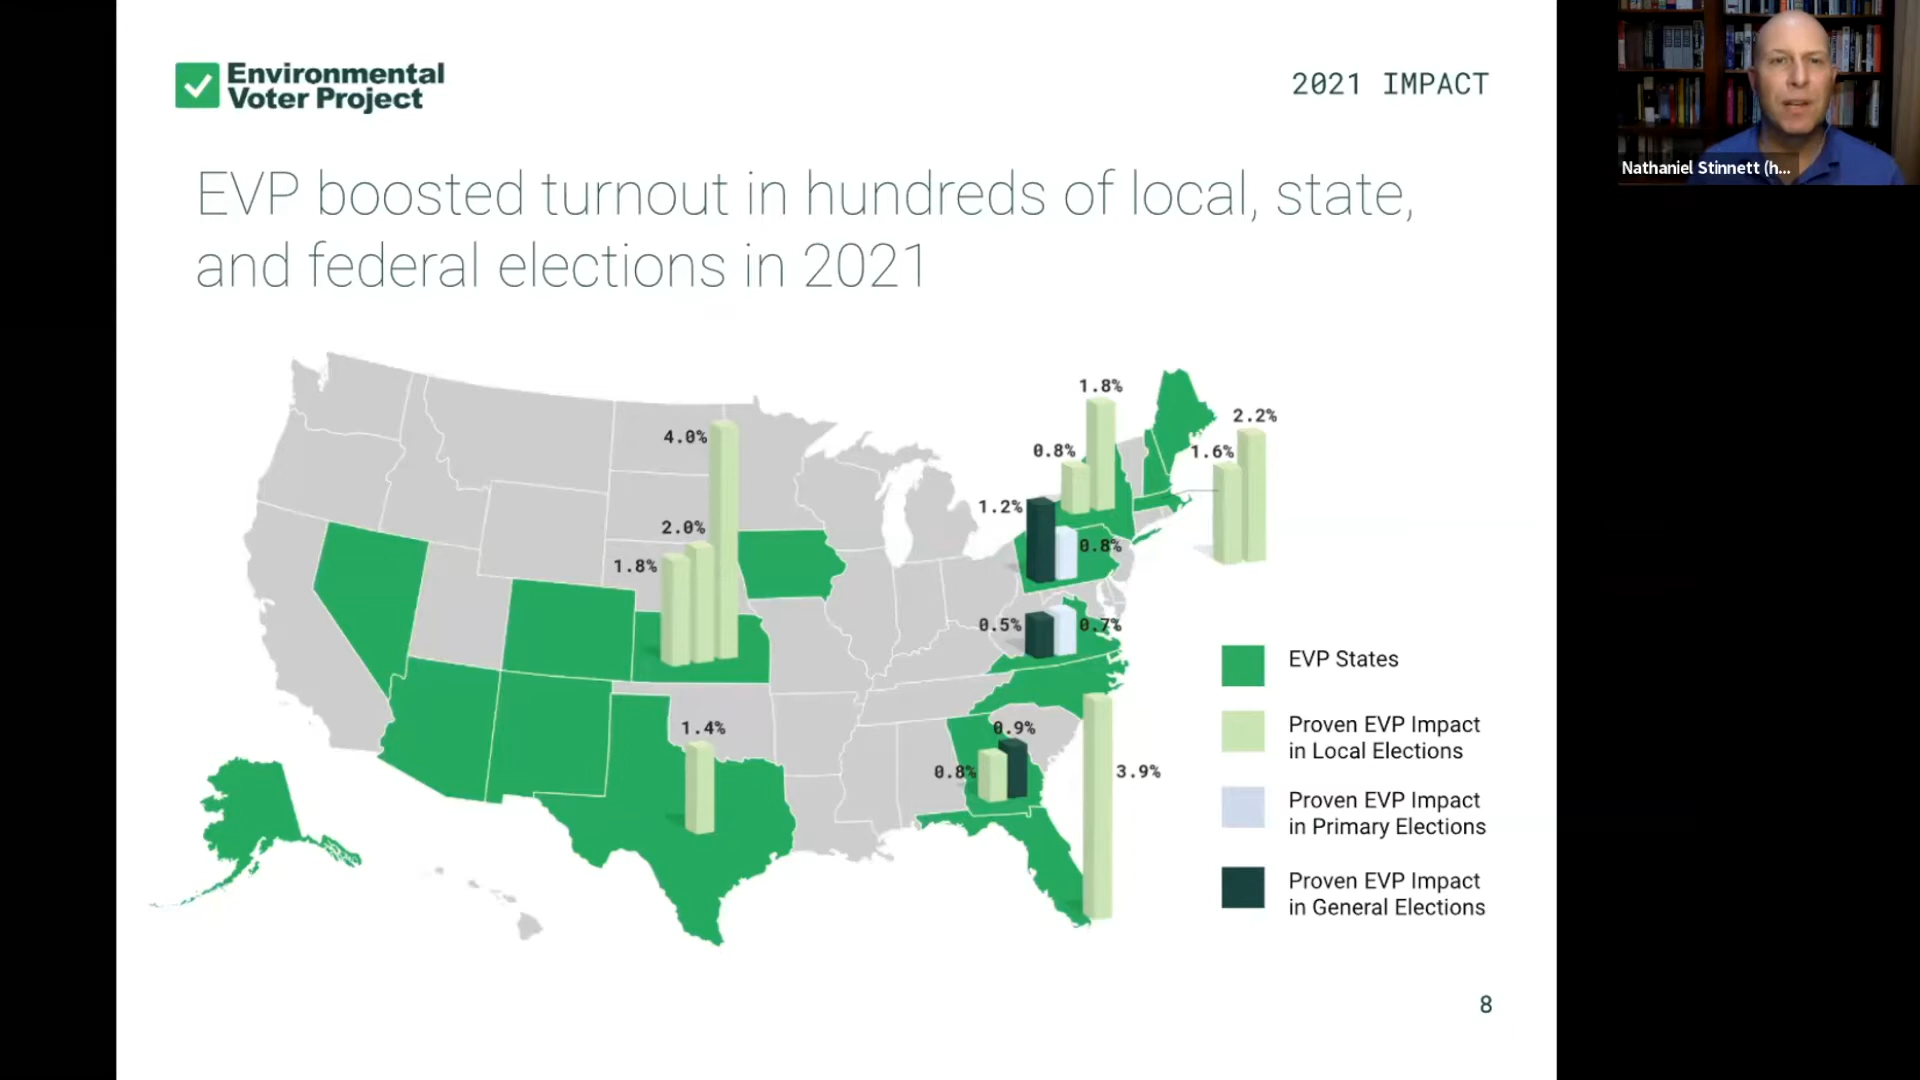 Environmental
Voter Project
2021 IMPACT
Nathaniel Stinnett (h...
EVP boosted turnout in hundreds of local, state,
and federal elections in 2021
1.8%
2.2%
4.0%
0.8%
1.6%
1.2%
2.0%
0.8%
1.8%
0.5%
0.7%
1.4%
0.9%
0.8%
3.9%
EVP States
Proven EVP Impact
in Local Elections
Proven EVP Impact
in Primary Elections
Proven EVP Impact
in General Elections
8